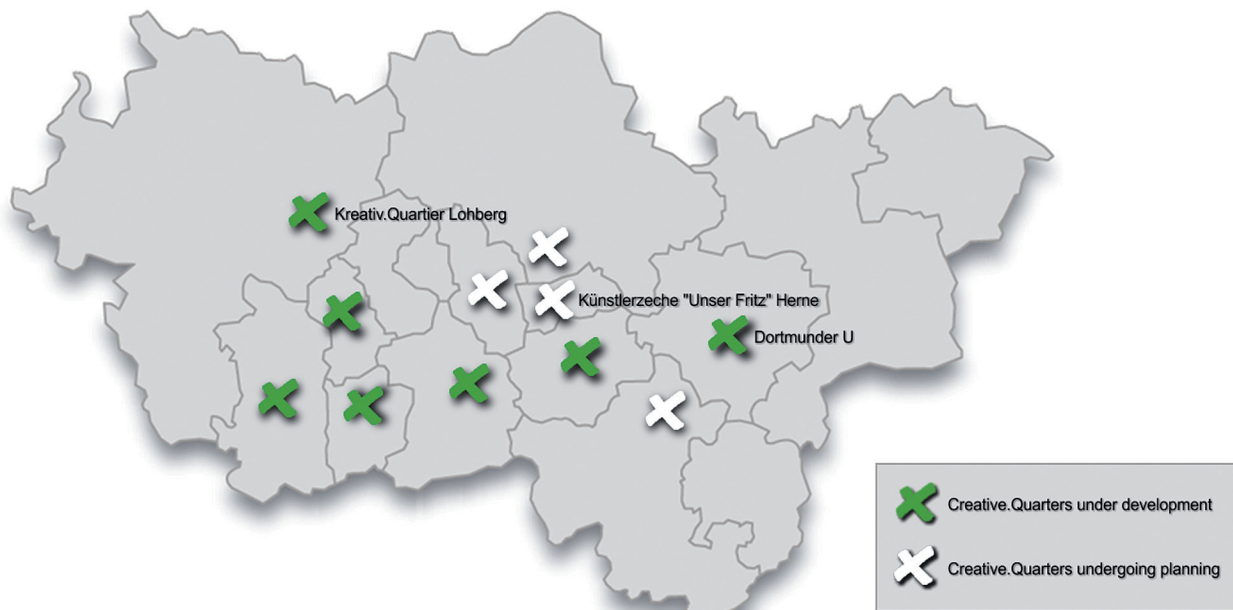 Kreativ.Quartier Lohberg
Künstlerzeche "Unser Fritz" Herne
Dortmunder U
Creative.Quarters under development
Creative.Quarters undergoing planning